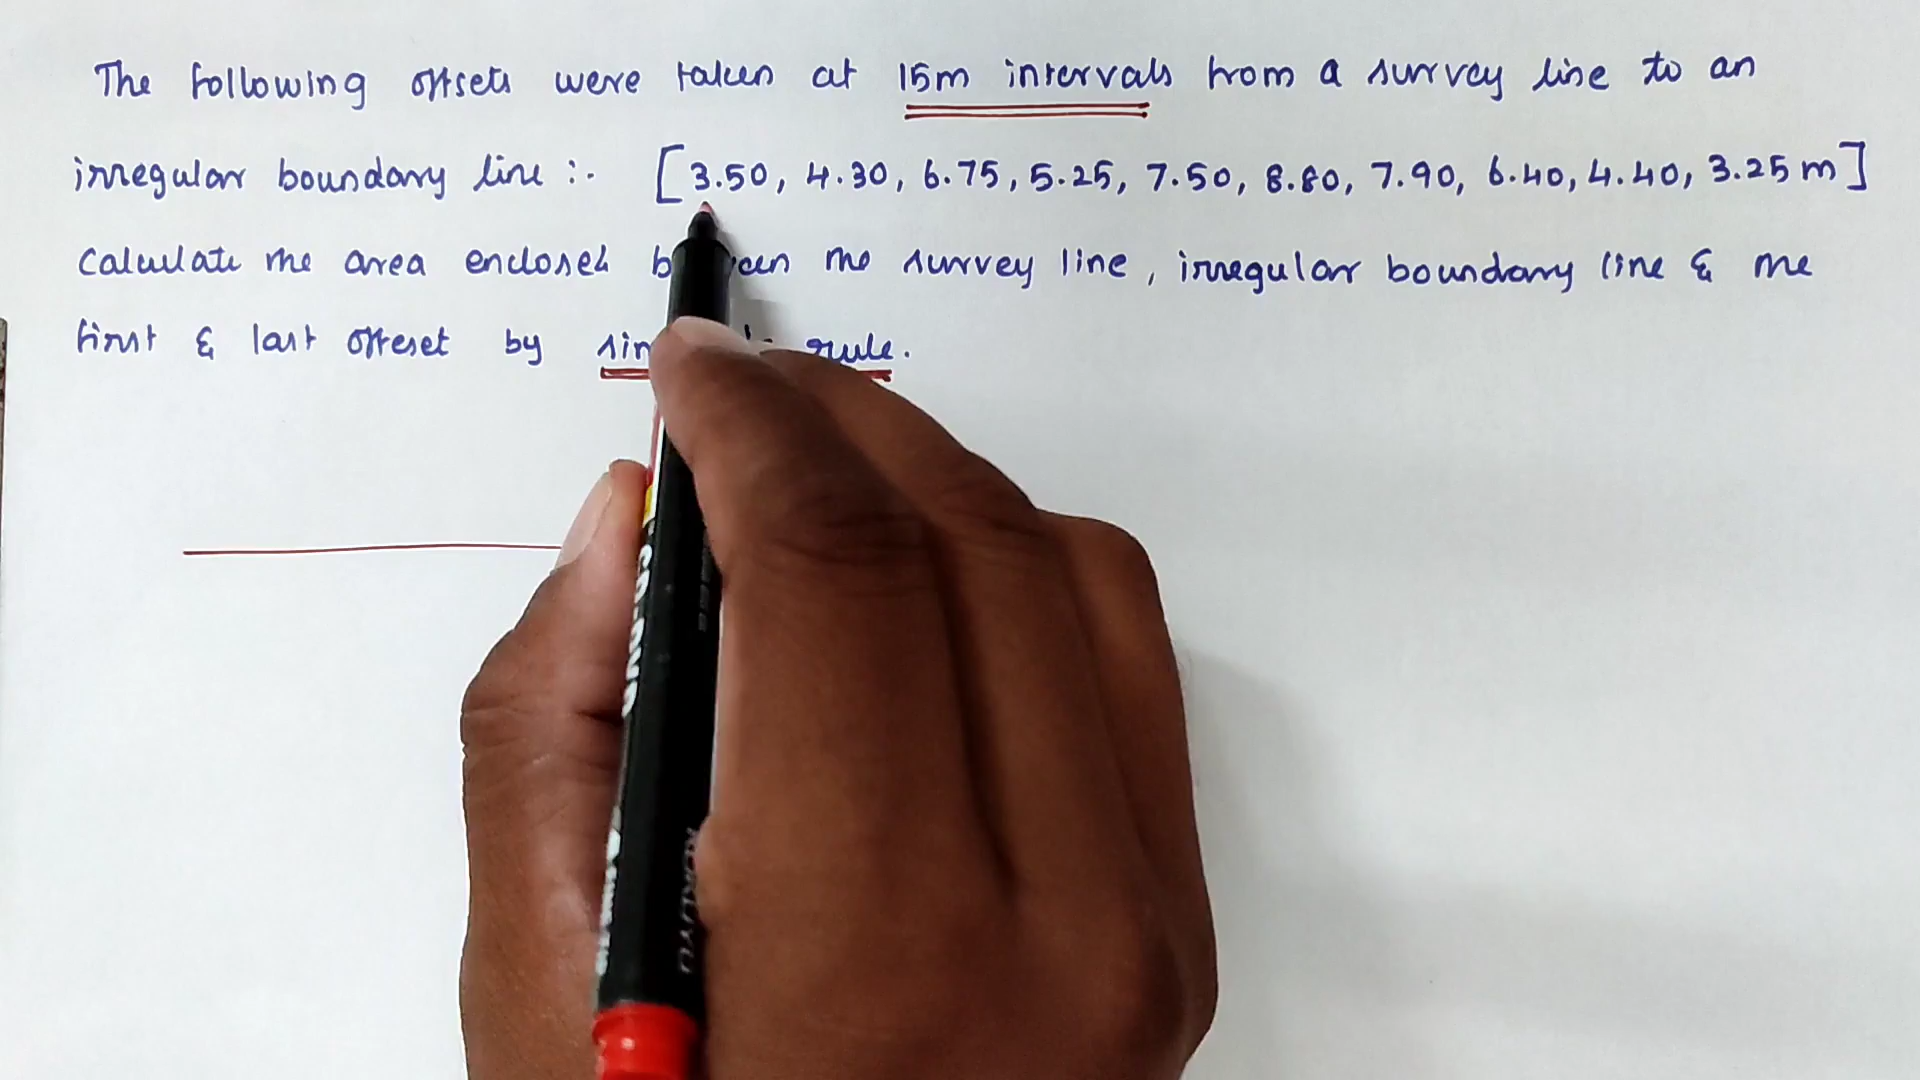 The following offsets were taken at 15m intervals from a survey line to an
irregular boundary line :- [3.50, 4.30, 6.75, 5.25, 7.50, 8.80, 7.90, 6.40, 4.40, 3.25 m]
Calculate the area enclosed the survey line, irregular boundary line & the
first & last offset by rule.